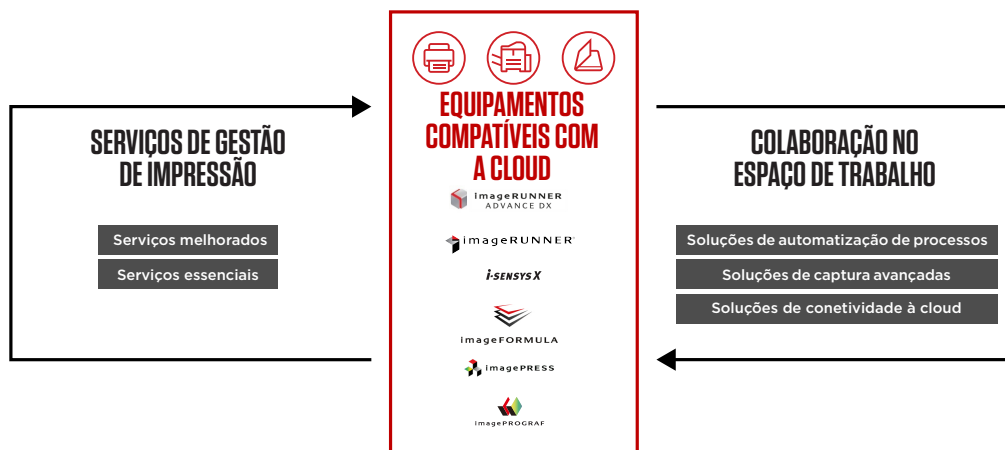 SERVIÇOS DE GESTÃO
DE IMPRESSÃO
Serviços melhorados
Serviços essenciais
EQUIPAMENTOS
COMPATÍVEIS COM
A CLOUD
imageRUNNER
ADVANCE DX
imageRUNNER
i-SENSYS X
imageFORMULA
imagePRESS
imagePROGRAF
COLABORAÇÃO NO
ESPAÇO DE TRABALHO
Soluções de automatização de processos
Soluções de captura avançadas
Soluções de conetividade à cloud